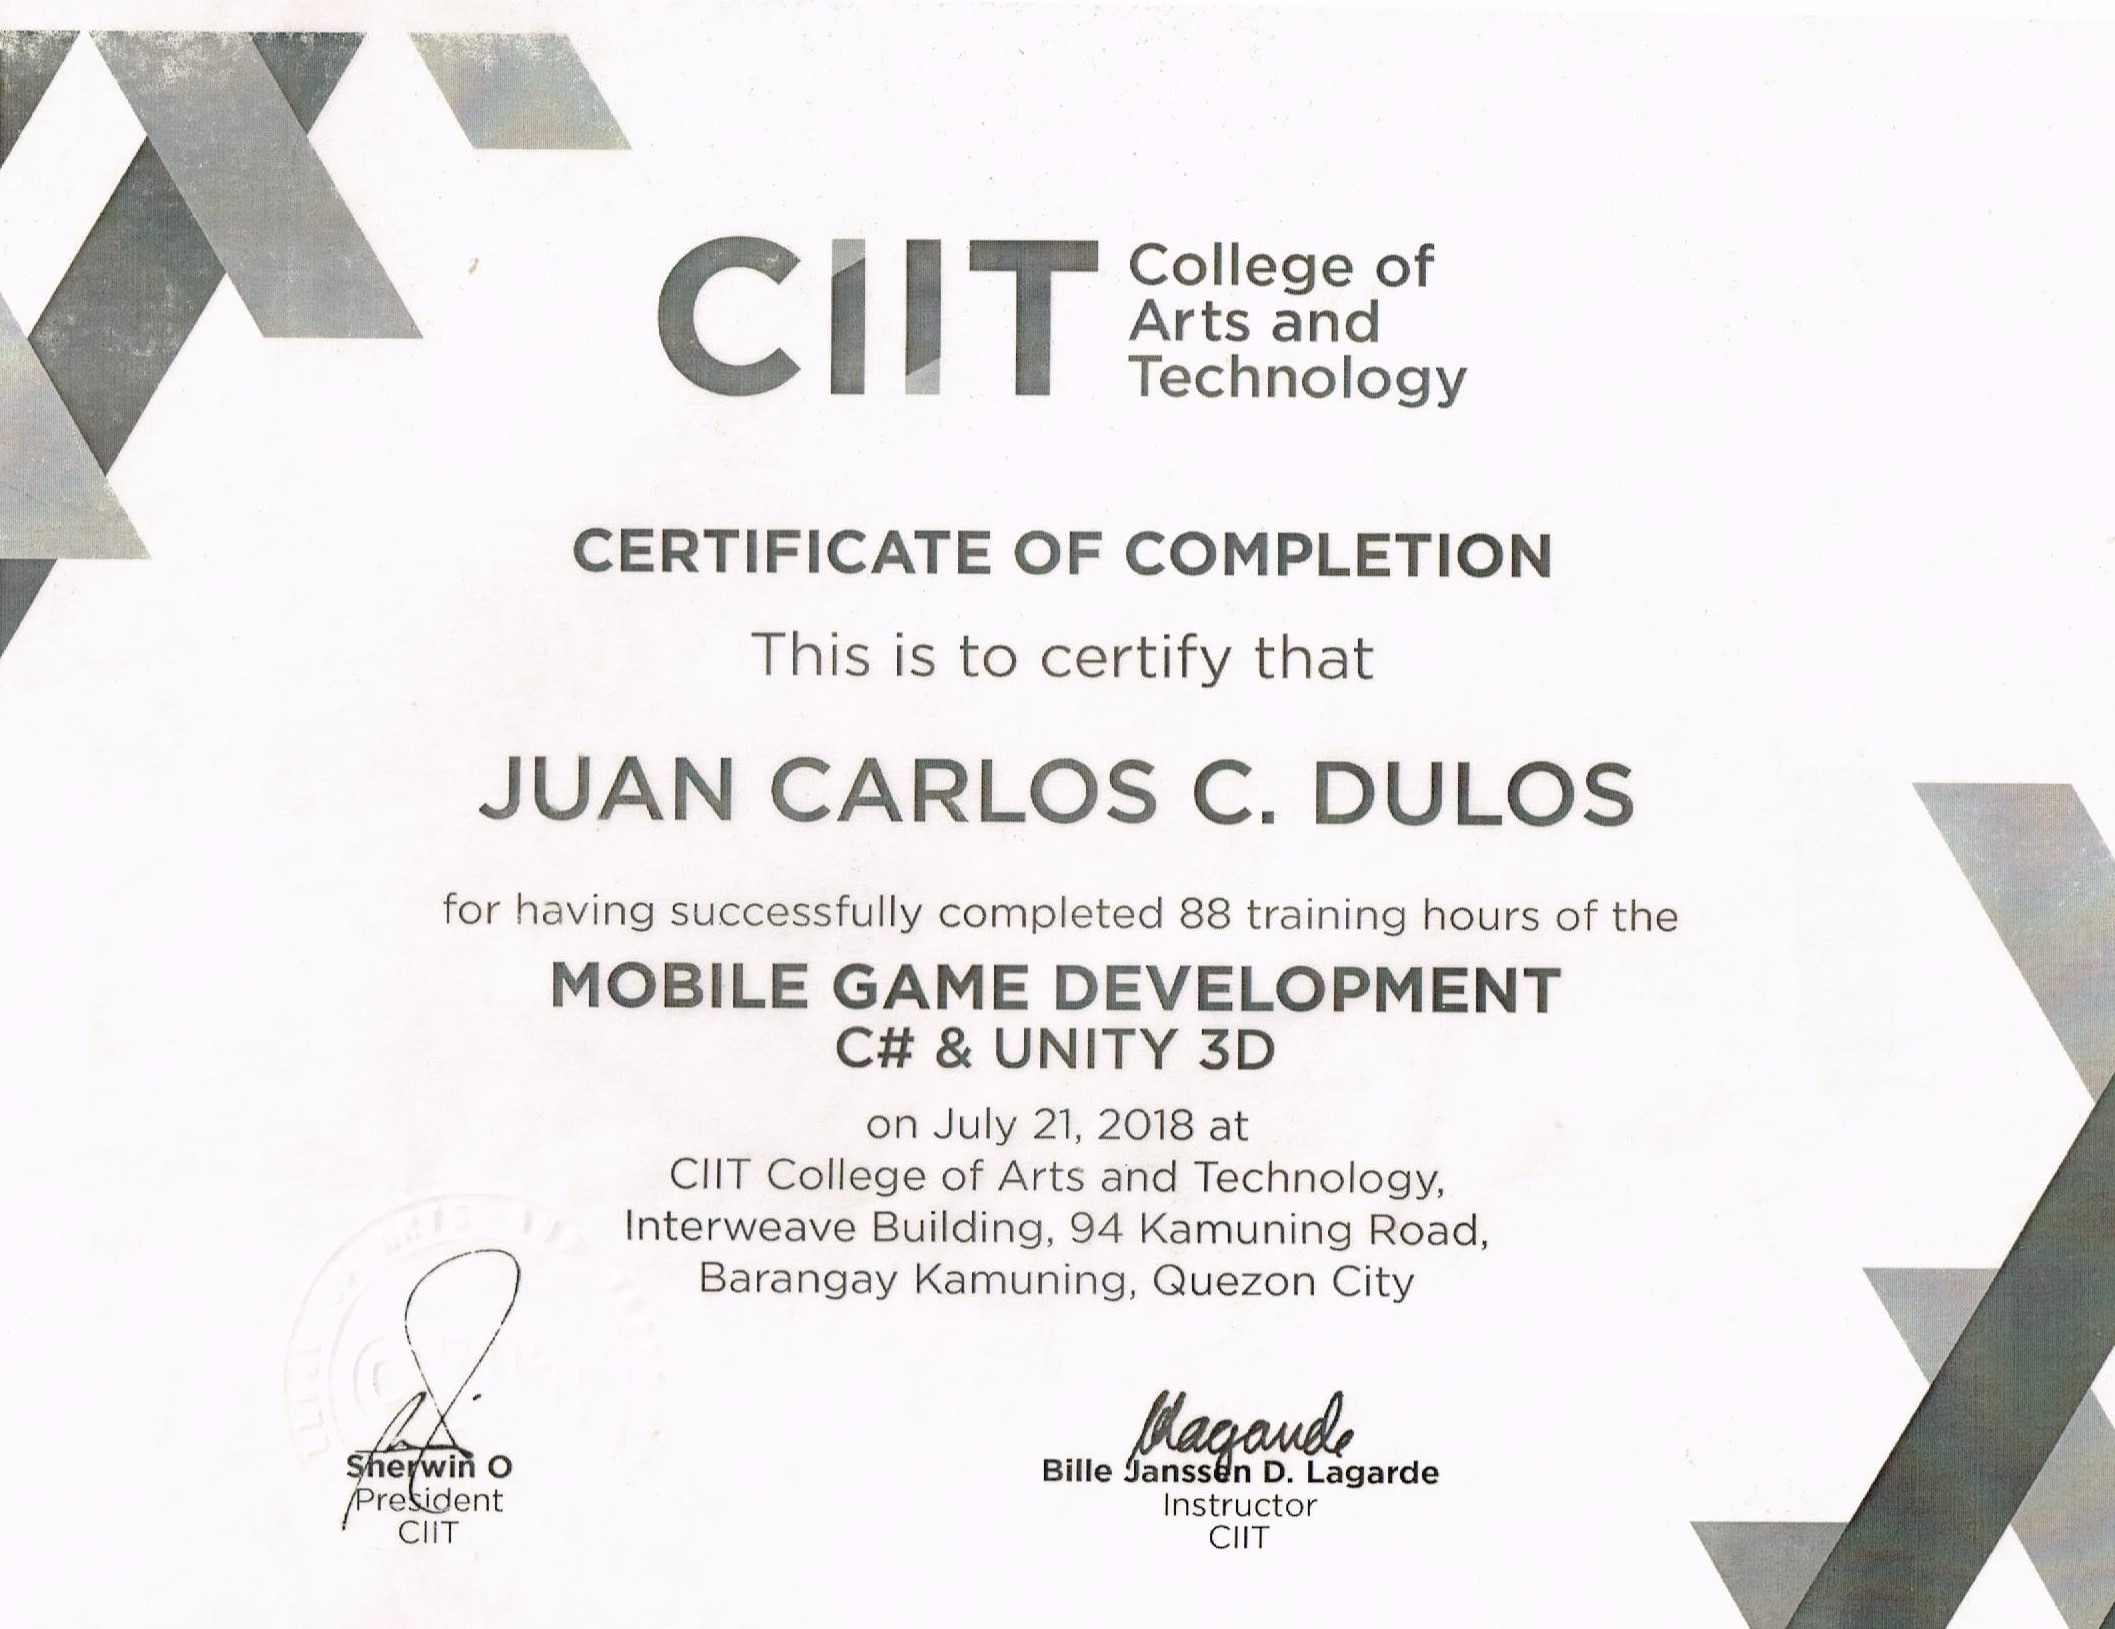 CIIT
College of
Arts and
Technology
CERTIFICATE OF COMPLETION
This is to certify that
JUAN CARLOS C. DULOS
for having successfully completed 88 training hours of the
MOBILE GAME DEVELOPMENT
C# & UNITY 3D
on July 21, 2018 at
CIIT College of Arts and Technology,
Interweave Building, 94 Kamuning Road,
Barangay Kamuning, Quezon City
Sherwin O
President
CIIT
Lagarde
Bille Janssen D. Lagarde
Instructor
CIIT